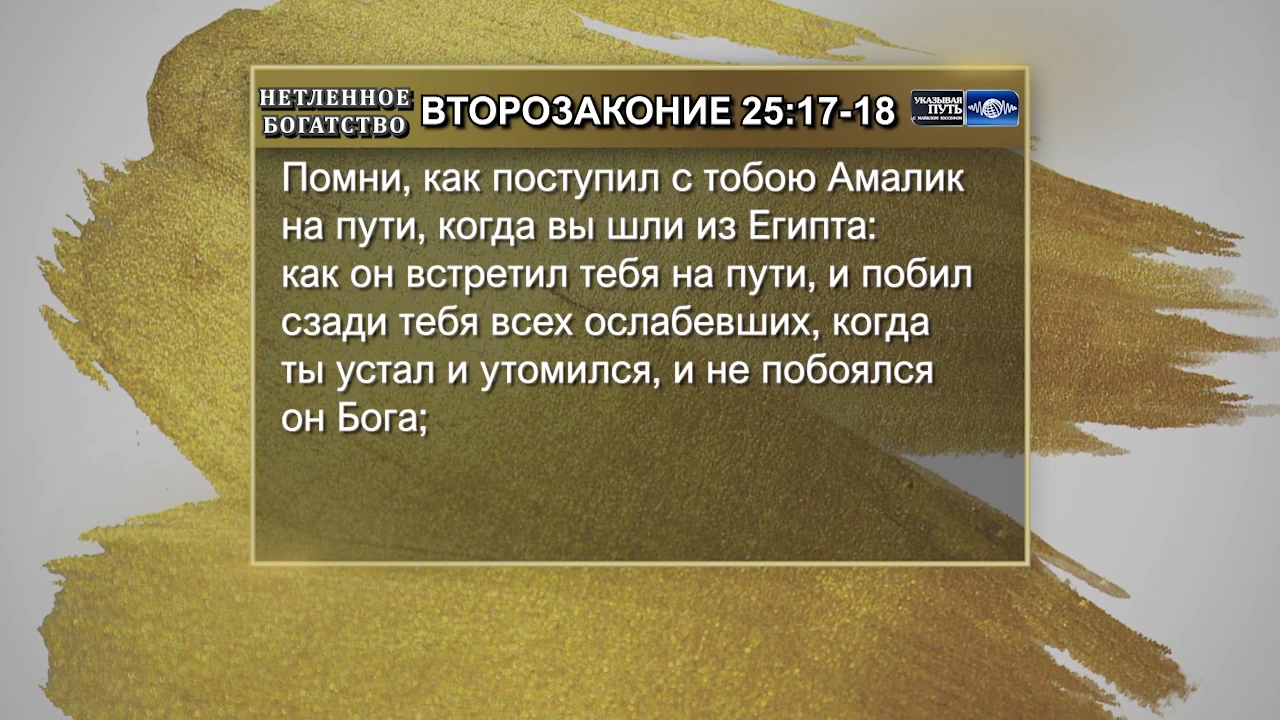 НЕТЛЕННОЕ
БОГАТСТВО
ВТОРОЗАКОНИЕ 25:17-18
УКАЗЫВАЯ
ПУТЬ
С МАЙКЛОМ ЮССЕФОМ
Помни, как поступил с тобою Амалик
на пути, когда вы шли из Египта:
как он встретил тебя на пути, и побил
сзади тебя всех ослабевших, когда
ты устал и утомился, и не побоялся
он Бога;